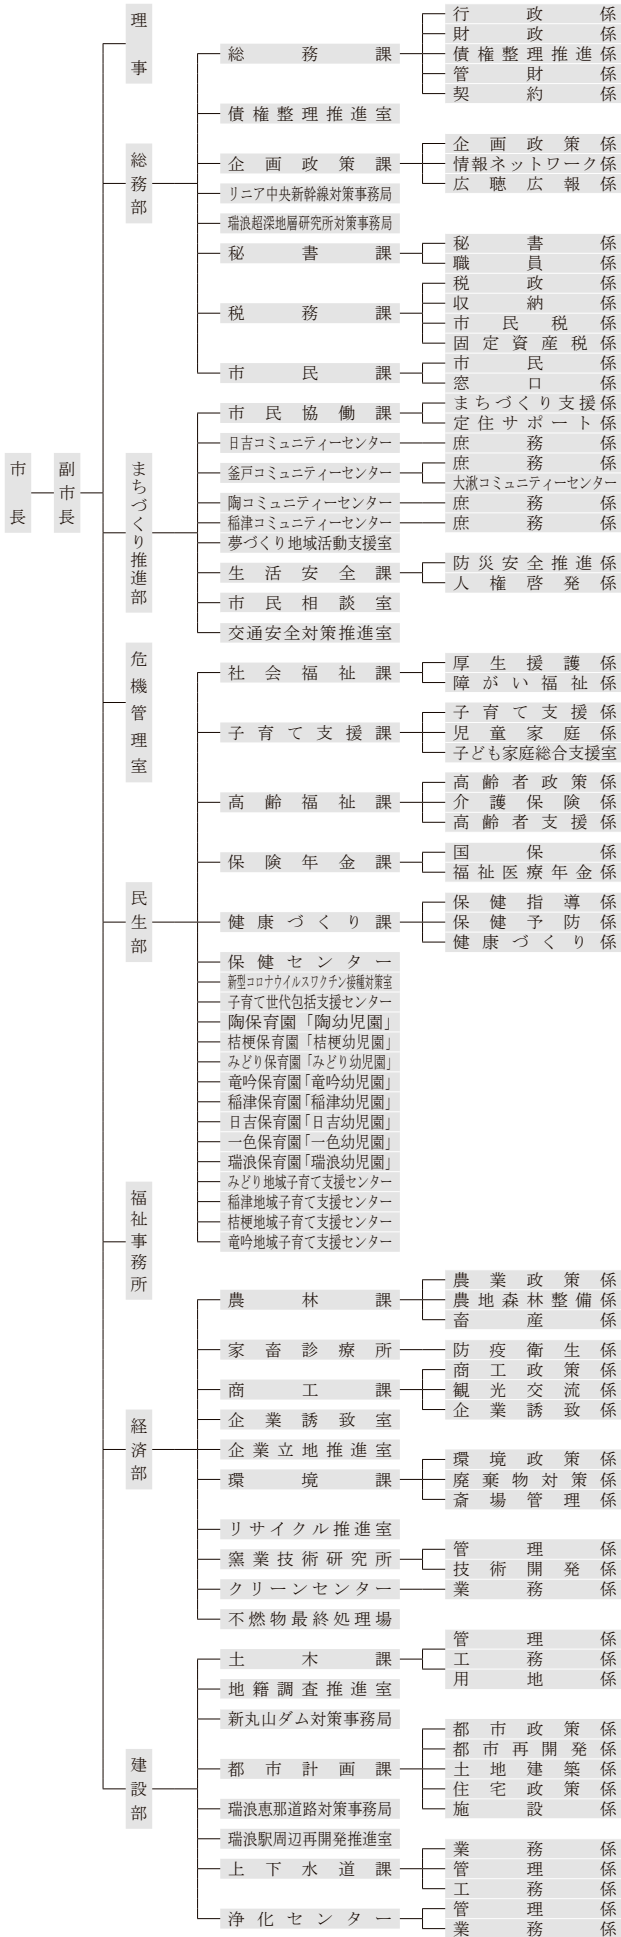 市長
副市長
理事
総務部
総務課
行政係
財政係
債権整理推進係
管財係
契約係
債権整理推進室
企画政策課
企画政策係
情報ネットワーク係
広聴広報係
リニア中央新幹線対策事務局
瑞浪超深地層研究所対策事務局
秘書課
秘書係
職員係
税務課
税政係
収納係
市民税係
固定資産税係
市民課
市民係
窓口係
まちづくり推進部
市民協働課
まちづくり支援係
定住サポート係
日吉コミュニティーセンター
庶務係
釜戸コミュニティーセンター
庶務係
大湫コミュニティーセンター
陶コミュニティーセンター
庶務係
稲津コミュニティーセンター
庶務係
夢づくり地域活動支援室
生活安全課
防災安全推進係
人権啓発係
市民相談室
交通安全対策推進室
危機管理室
民生部
社会福祉課
厚生援護係
障がい福祉係
子育て支援課
子育て支援係
児童家庭係
子ども家庭総合支援室
高齢福祉課
高齢者政策係
介護保険係
高齢者支援係
保険年金課
国保係
福祉医療年金係
健康づくり課
保健指導係
保健予防係
健康づくり係
保健センター
新型コロナウイルスワクチン接種対策室
子育て世代包括支援センター
陶保育園「陶幼児園」
桔梗保育園「桔梗幼児園」
みどり保育園「みどり幼児園」
竜吟保育園「竜吟幼児園」
稲津保育園「稲津幼児園」
日吉保育園「日吉幼児園」
一色保育園「一色幼児園」
瑞浪保育園「瑞浪幼児園」
みどり地域子育て支援センター
稲津地域子育て支援センター
桔梗地域子育て支援センター
竜吟地域子育て支援センター
福祉事務所
経済部
農林課
農業政策係
農地森林整備係
畜産係
家畜診療所
防疫衛生係
商工課
商工政策係
観光交流係
企業誘致係
企業誘致室
企業立地推進室
環境課
環境政策係
廃棄物対策係
斎場管理係
リサイクル推進室
窯業技術研究所
管理係
技術開発係
クリーンセンター
業務係
不燃物最終処理場
建設部
土木課
管理係
工務係
用地係
地籍調査推進室
新丸山ダム対策事務局
都市計画課
都市政策係
都市再開発係
土地建築係
住宅政策係
施設係
瑞浪恵那道路対策事務局
瑞浪駅周辺再開発推進室
上下水道課
業務係
管理係
工務係
浄化センター
管理係
業務係